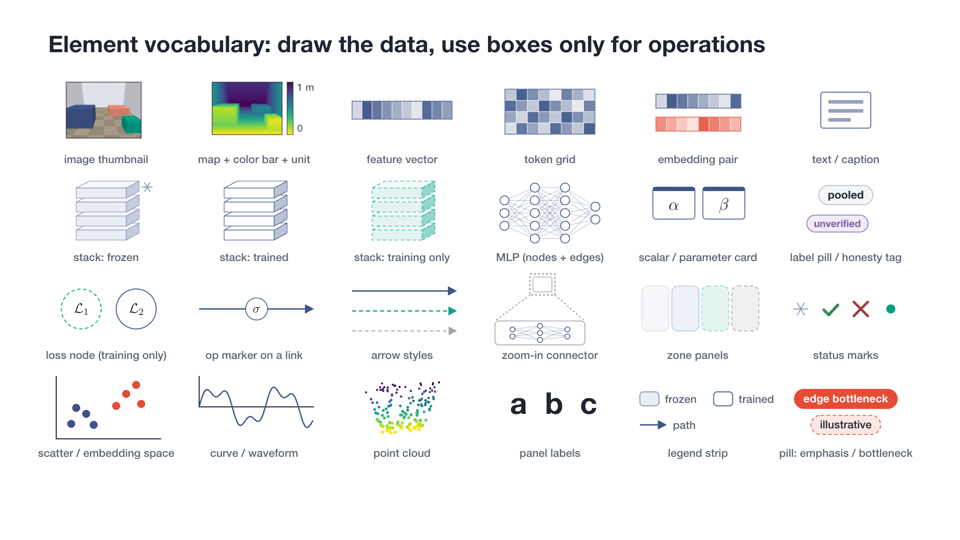 Element vocabulary: draw the data, use boxes only for operations
1 m
0
image thumbnail
map + color bar + unit
feature vector
token grid
embedding pair
text / caption
α
β
pooled
unverified
stack: frozen
stack: trained
stack: training only
MLP (nodes + edges)
scalar / parameter card
label pill / honesty tag
ℒ₁
ℒ₂
σ
loss node (training only)
op marker on a link
arrow styles
zoom-in connector
zone panels
status marks
a b c
frozen
trained
path
edge bottleneck
illustrative
scatter / embedding space
curve / waveform
point cloud
panel labels
legend strip
pill: emphasis / bottleneck